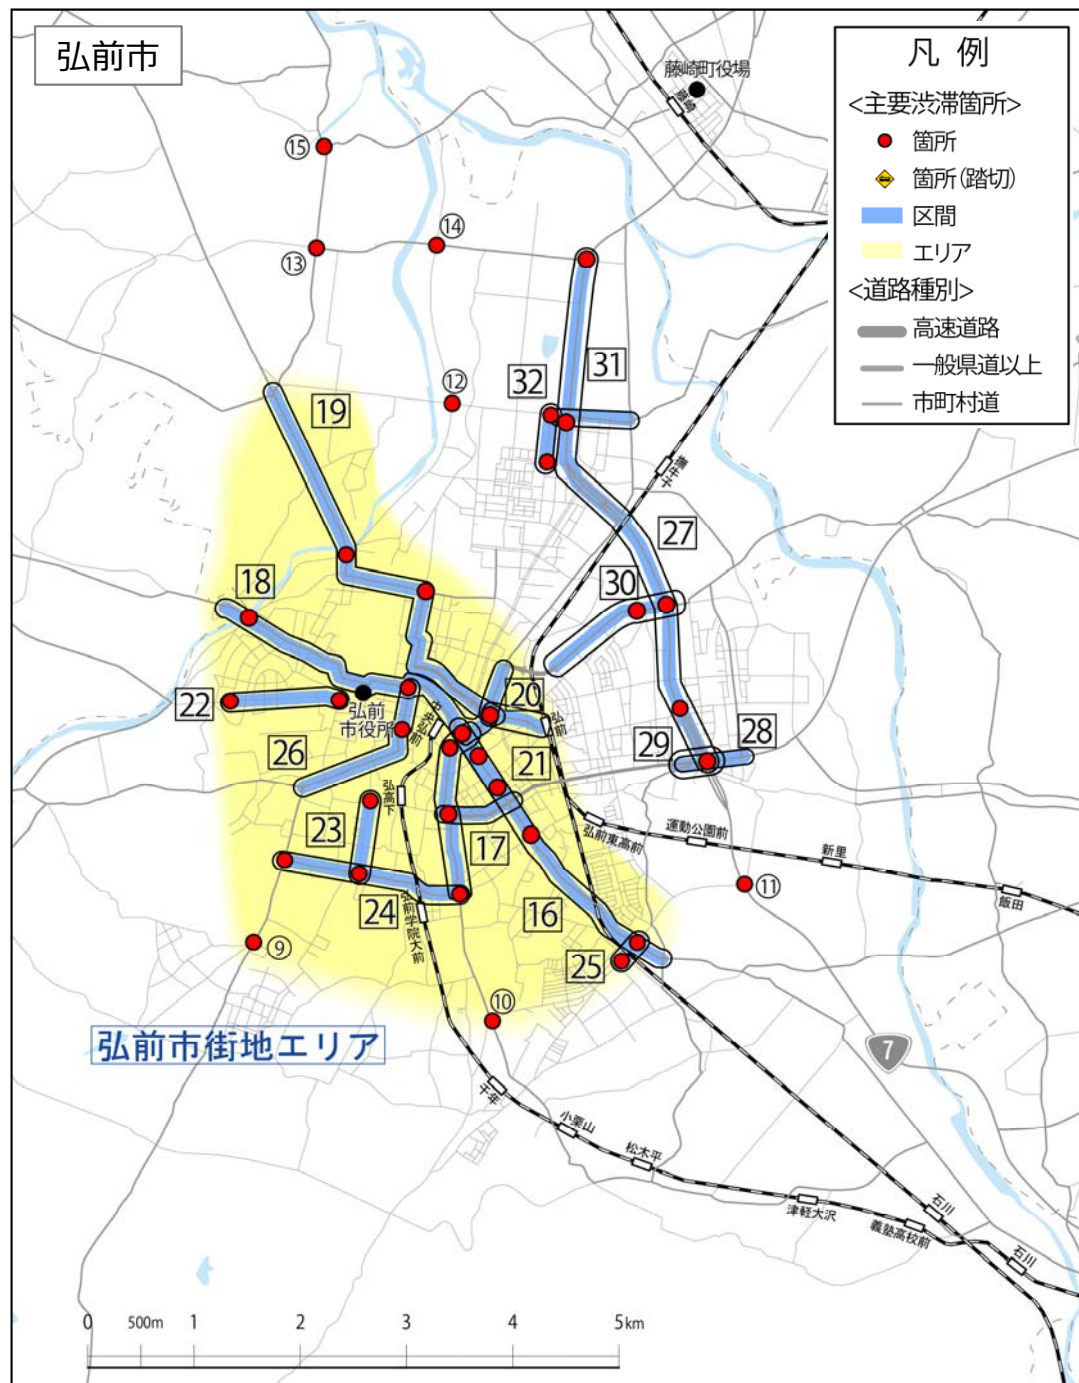 弘前市
凡 例
<主要渋滞箇所>
箇所
箇所(踏切)
区間
エリア
<道路種別>
高速道路
一般県道以上
市町村道
藤崎町役場
藤崎
⑮
⑭
⑬
31
32
⑫
19
撫牛子
27
30
18
20
22
弘前
市役所
中央弘前
弘前
29
28
26
21
弘高下
23
17
弘前東高前
運動公園前
新里
飯田
⑪
24
弘前学院大前
16
⑨
25
⑩
弘前市街地エリア
7
千年
小栗山
松木平
津軽大沢
義塾高校前
石川
石川
0 500m 1 2 3 4 5km